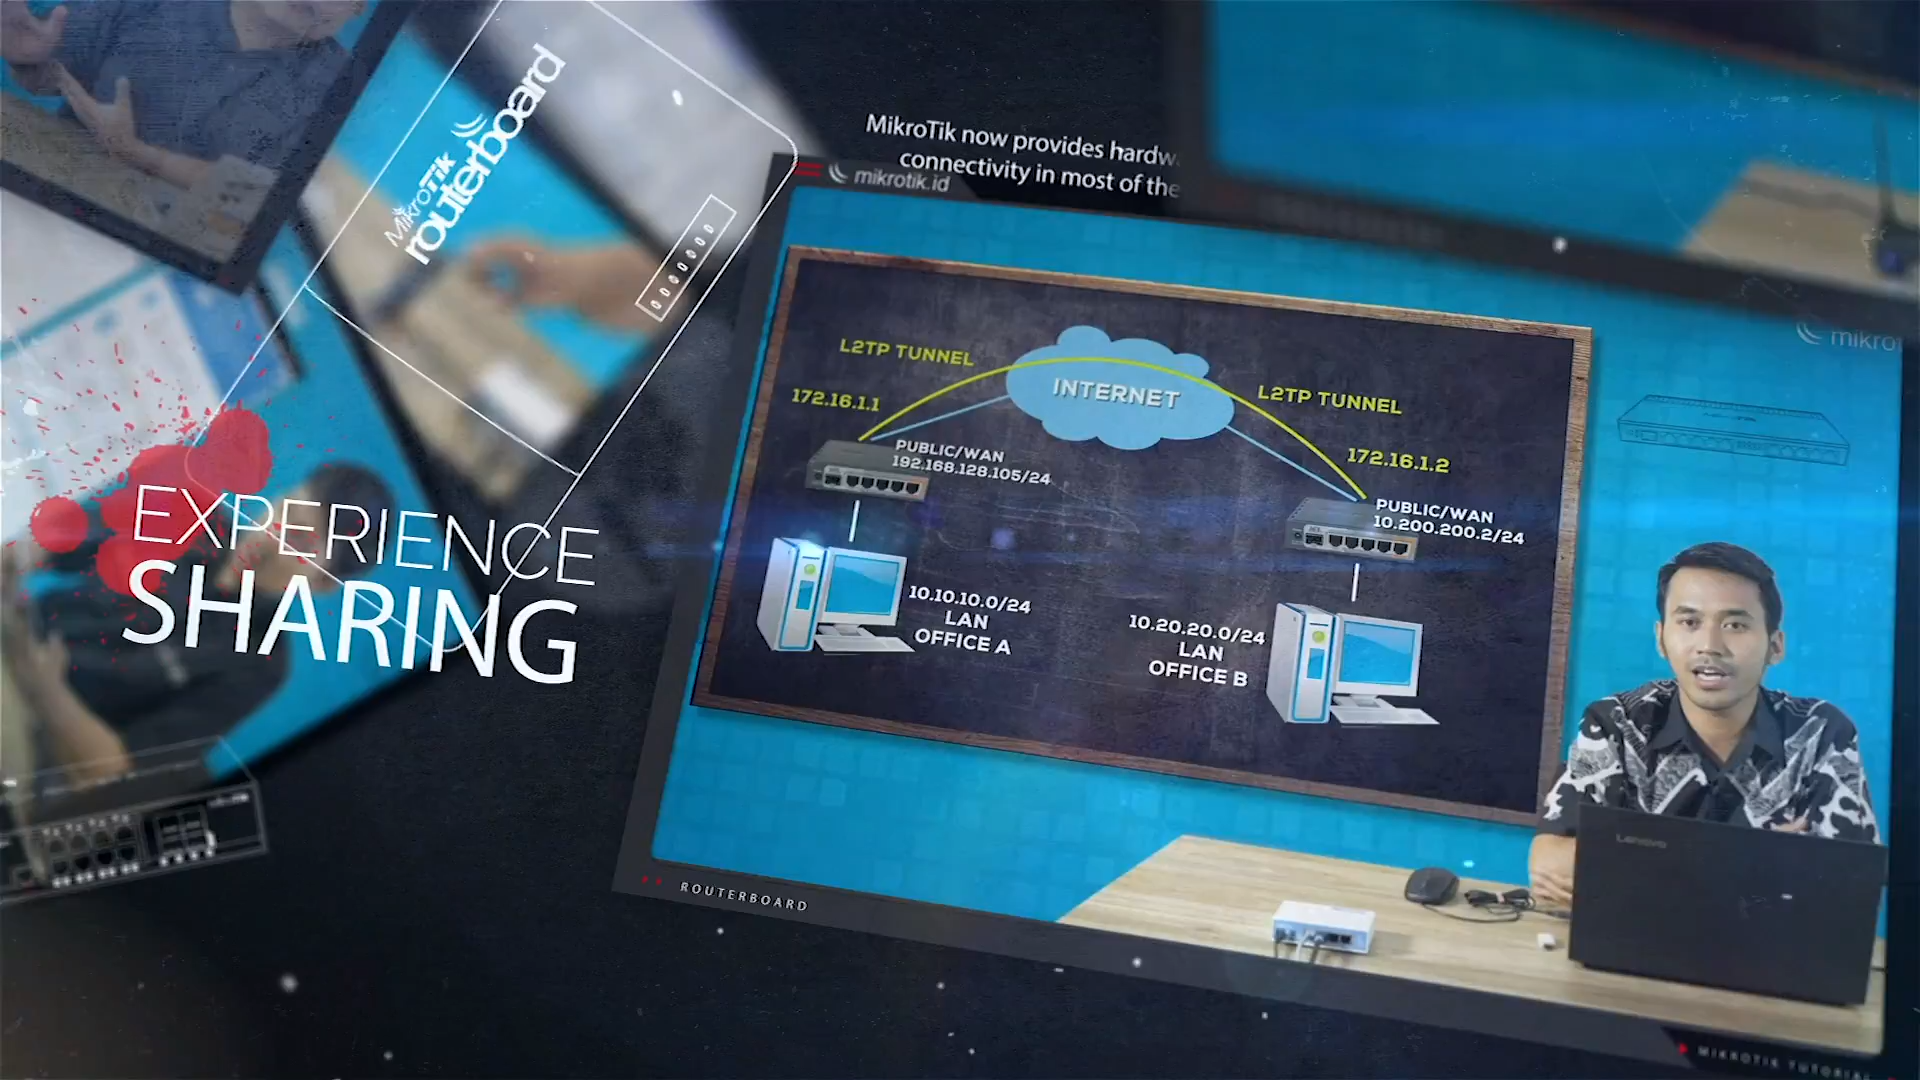 MikroTik
routerboard
MikroTik now provides hardw
connectivity in most of the
mikrotik.id
L2TP TUNNEL
INTERNET
L2TP TUNNEL
172.16.1.1
172.16.1.2
PUBLIC/WAN
192.168.128.105/24
PUBLIC/WAN
10.200.200.2/24
10.10.10.0/24
LAN
OFFICE A
10.20.20.0/24
LAN
OFFICE B
mikrot
EXPERIENCE
SHARING
Lenovo
ROUTERBOARD
MIKROTIK TUTORIAL